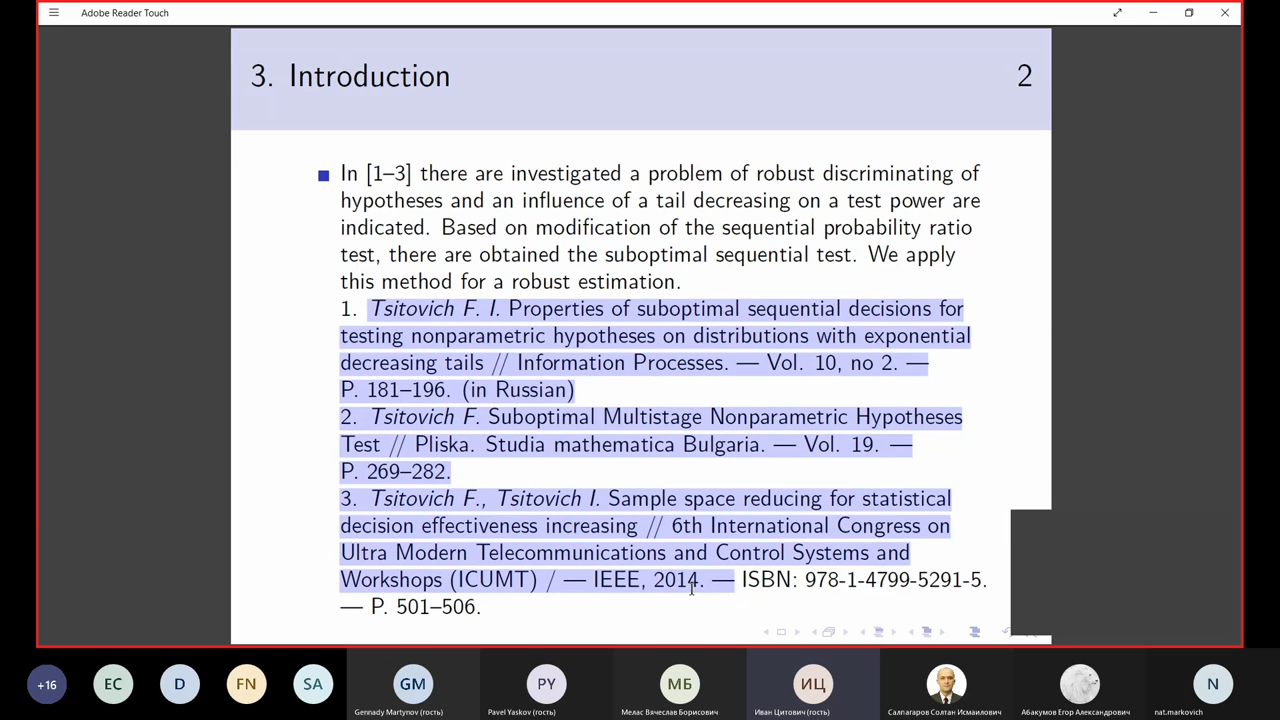 Adobe Reader Touch
3. Introduction
2
In [1–3] there are investigated a problem of robust discriminating of
hypotheses and an influence of a tail decreasing on a test power are
indicated. Based on modification of the sequential probability ratio
test, there are obtained the suboptimal sequential test. We apply
this method for a robust estimation.
1. Tsitovich F. I. Properties of suboptimal sequential decisions for
testing nonparametric hypotheses on distributions with exponential
decreasing tails // Information Processes. — Vol. 10, no 2. —
P. 181–196. (in Russian)
2. Tsitovich F. Suboptimal Multistage Nonparametric Hypotheses
Test // Pliska. Studia mathematica Bulgaria. — Vol. 19. —
P. 269–282.
3. Tsitovich F., Tsitovich I. Sample space reducing for statistical
decision effectiveness increasing // 6th International Congress on
Ultra Modern Telecommunications and Control Systems and
Workshops (ICUMT) / — IEEE, 2014. — ISBN: 978-1-4799-5291-5.
— P. 501–506.
+16
EC
D
FN
SA
GM
PY
МБ
ИЦ
N
Gennady Martynov (гость)
Pavel Yaskov (гость)
Мелас Вячеслав Борисович
Иван Цитович (гость)
Салпагаров Солтан Исмаилович
Абакумов Егор Александрович
nat.markovich